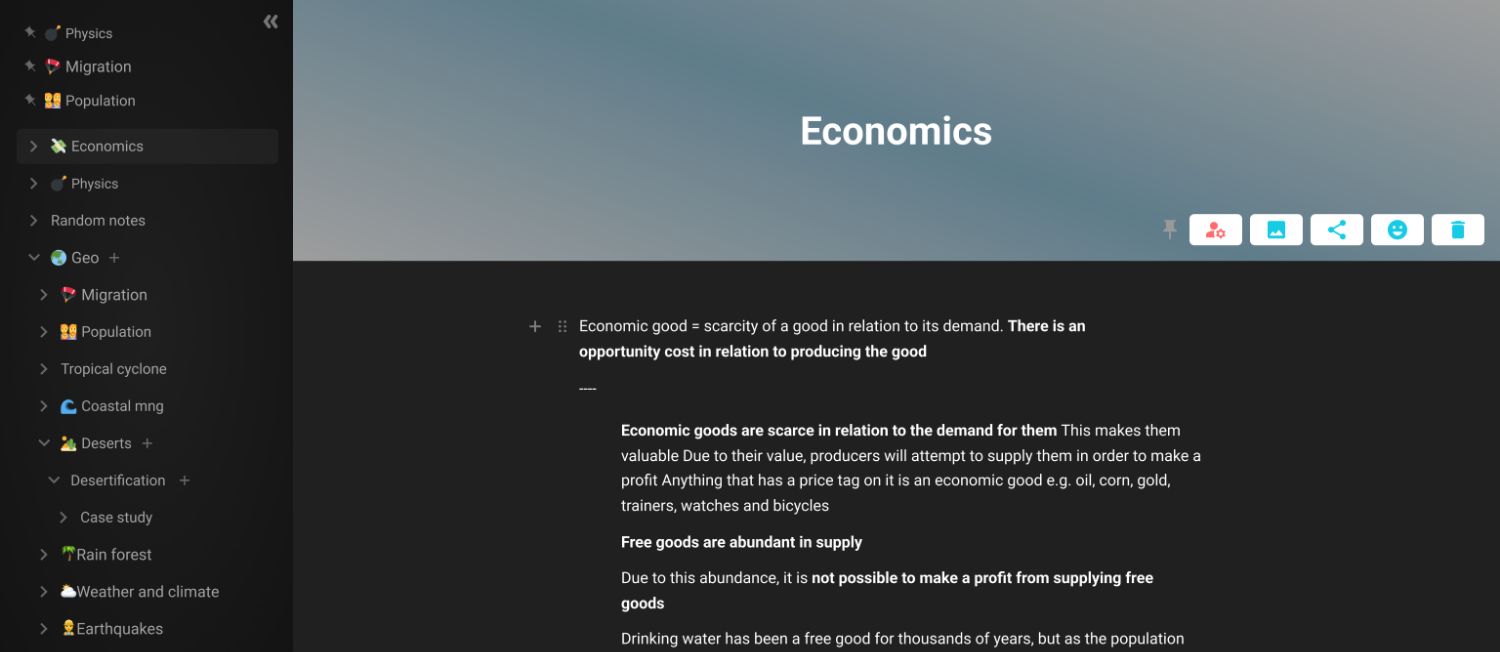 Physics
Migration
Population
Economics
Physics
Random notes
Geo
Migration
Population
Tropical cyclone
Coastal mng
Deserts
Desertification
Case study
Rain forest
Weather and climate
Earthquakes
Economics
Economic good = scarcity of a good in relation to its demand. There is an
opportunity cost in relation to producing the good
----
Economic goods are scarce in relation to the demand for them This makes them
valuable Due to their value, producers will attempt to supply them in order to make a
profit Anything that has a price tag on it is an economic good e.g. oil, corn, gold,
trainers, watches and bicycles
Free goods are abundant in supply
Due to this abundance, it is not possible to make a profit from supplying free
goods
Drinking water has been a free good for thousands of years, but as the population